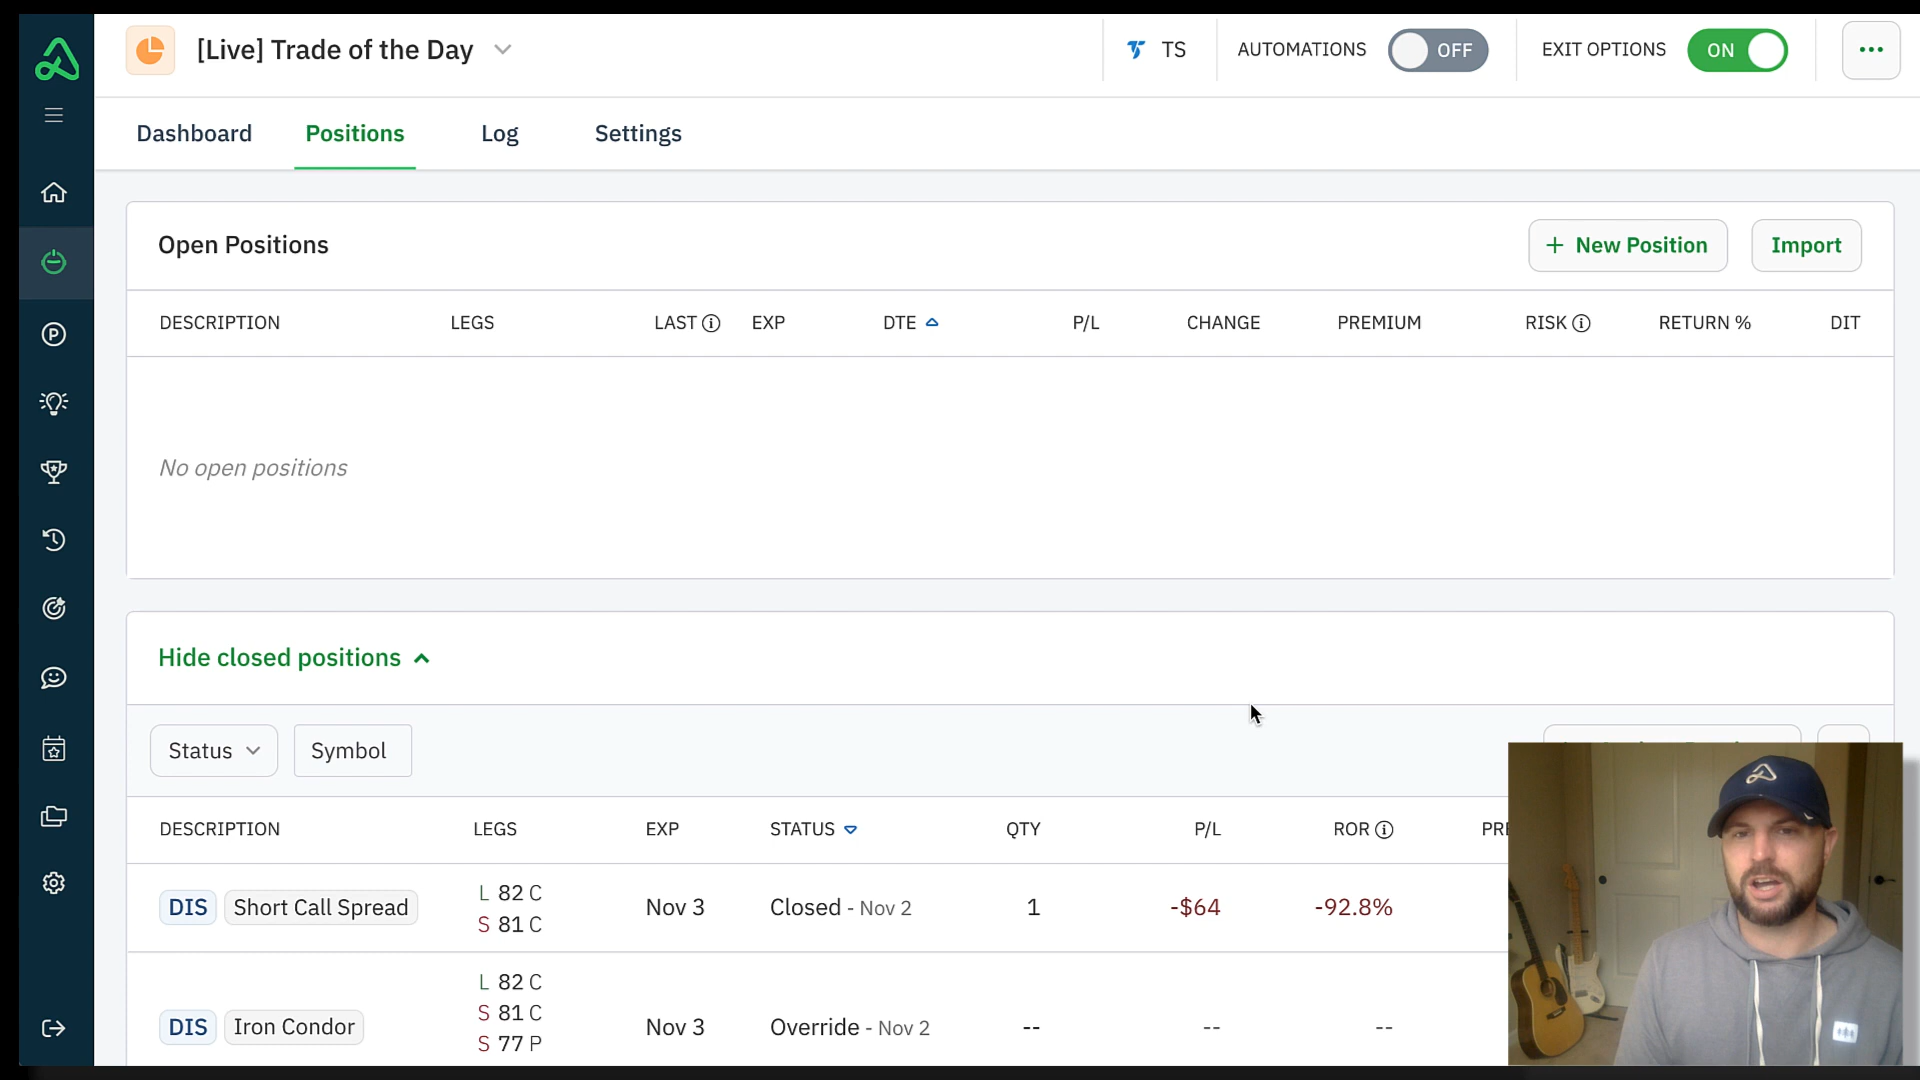 [Live] Trade of the Day
TS
AUTOMATIONS
OFF
EXIT OPTIONS
ON
Dashboard
Positions
Log
Settings
Open Positions
+ New Position
Import
DESCRIPTION LEGS LAST EXP DTE P/L CHANGE PREMIUM RISK RETURN % DIT
No open positions
Hide closed positions
Status
Symbol
DESCRIPTION LEGS EXP STATUS QTY P/L ROR
DIS Short Call Spread
L 82 C
S 81 C
Nov 3
Closed - Nov 2
1
-$64
-92.8%
DIS Iron Condor
L 82 C
S 81 C
S 77 P
Nov 3
Override - Nov 2
--
--
--